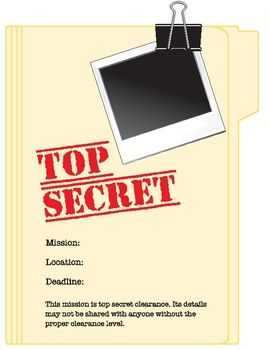 TOP
SECRET
Mission:
Location:
Deadline:
This mission is top secret clearance. Its details
may not be shared with anyone without the
proper clearance level.